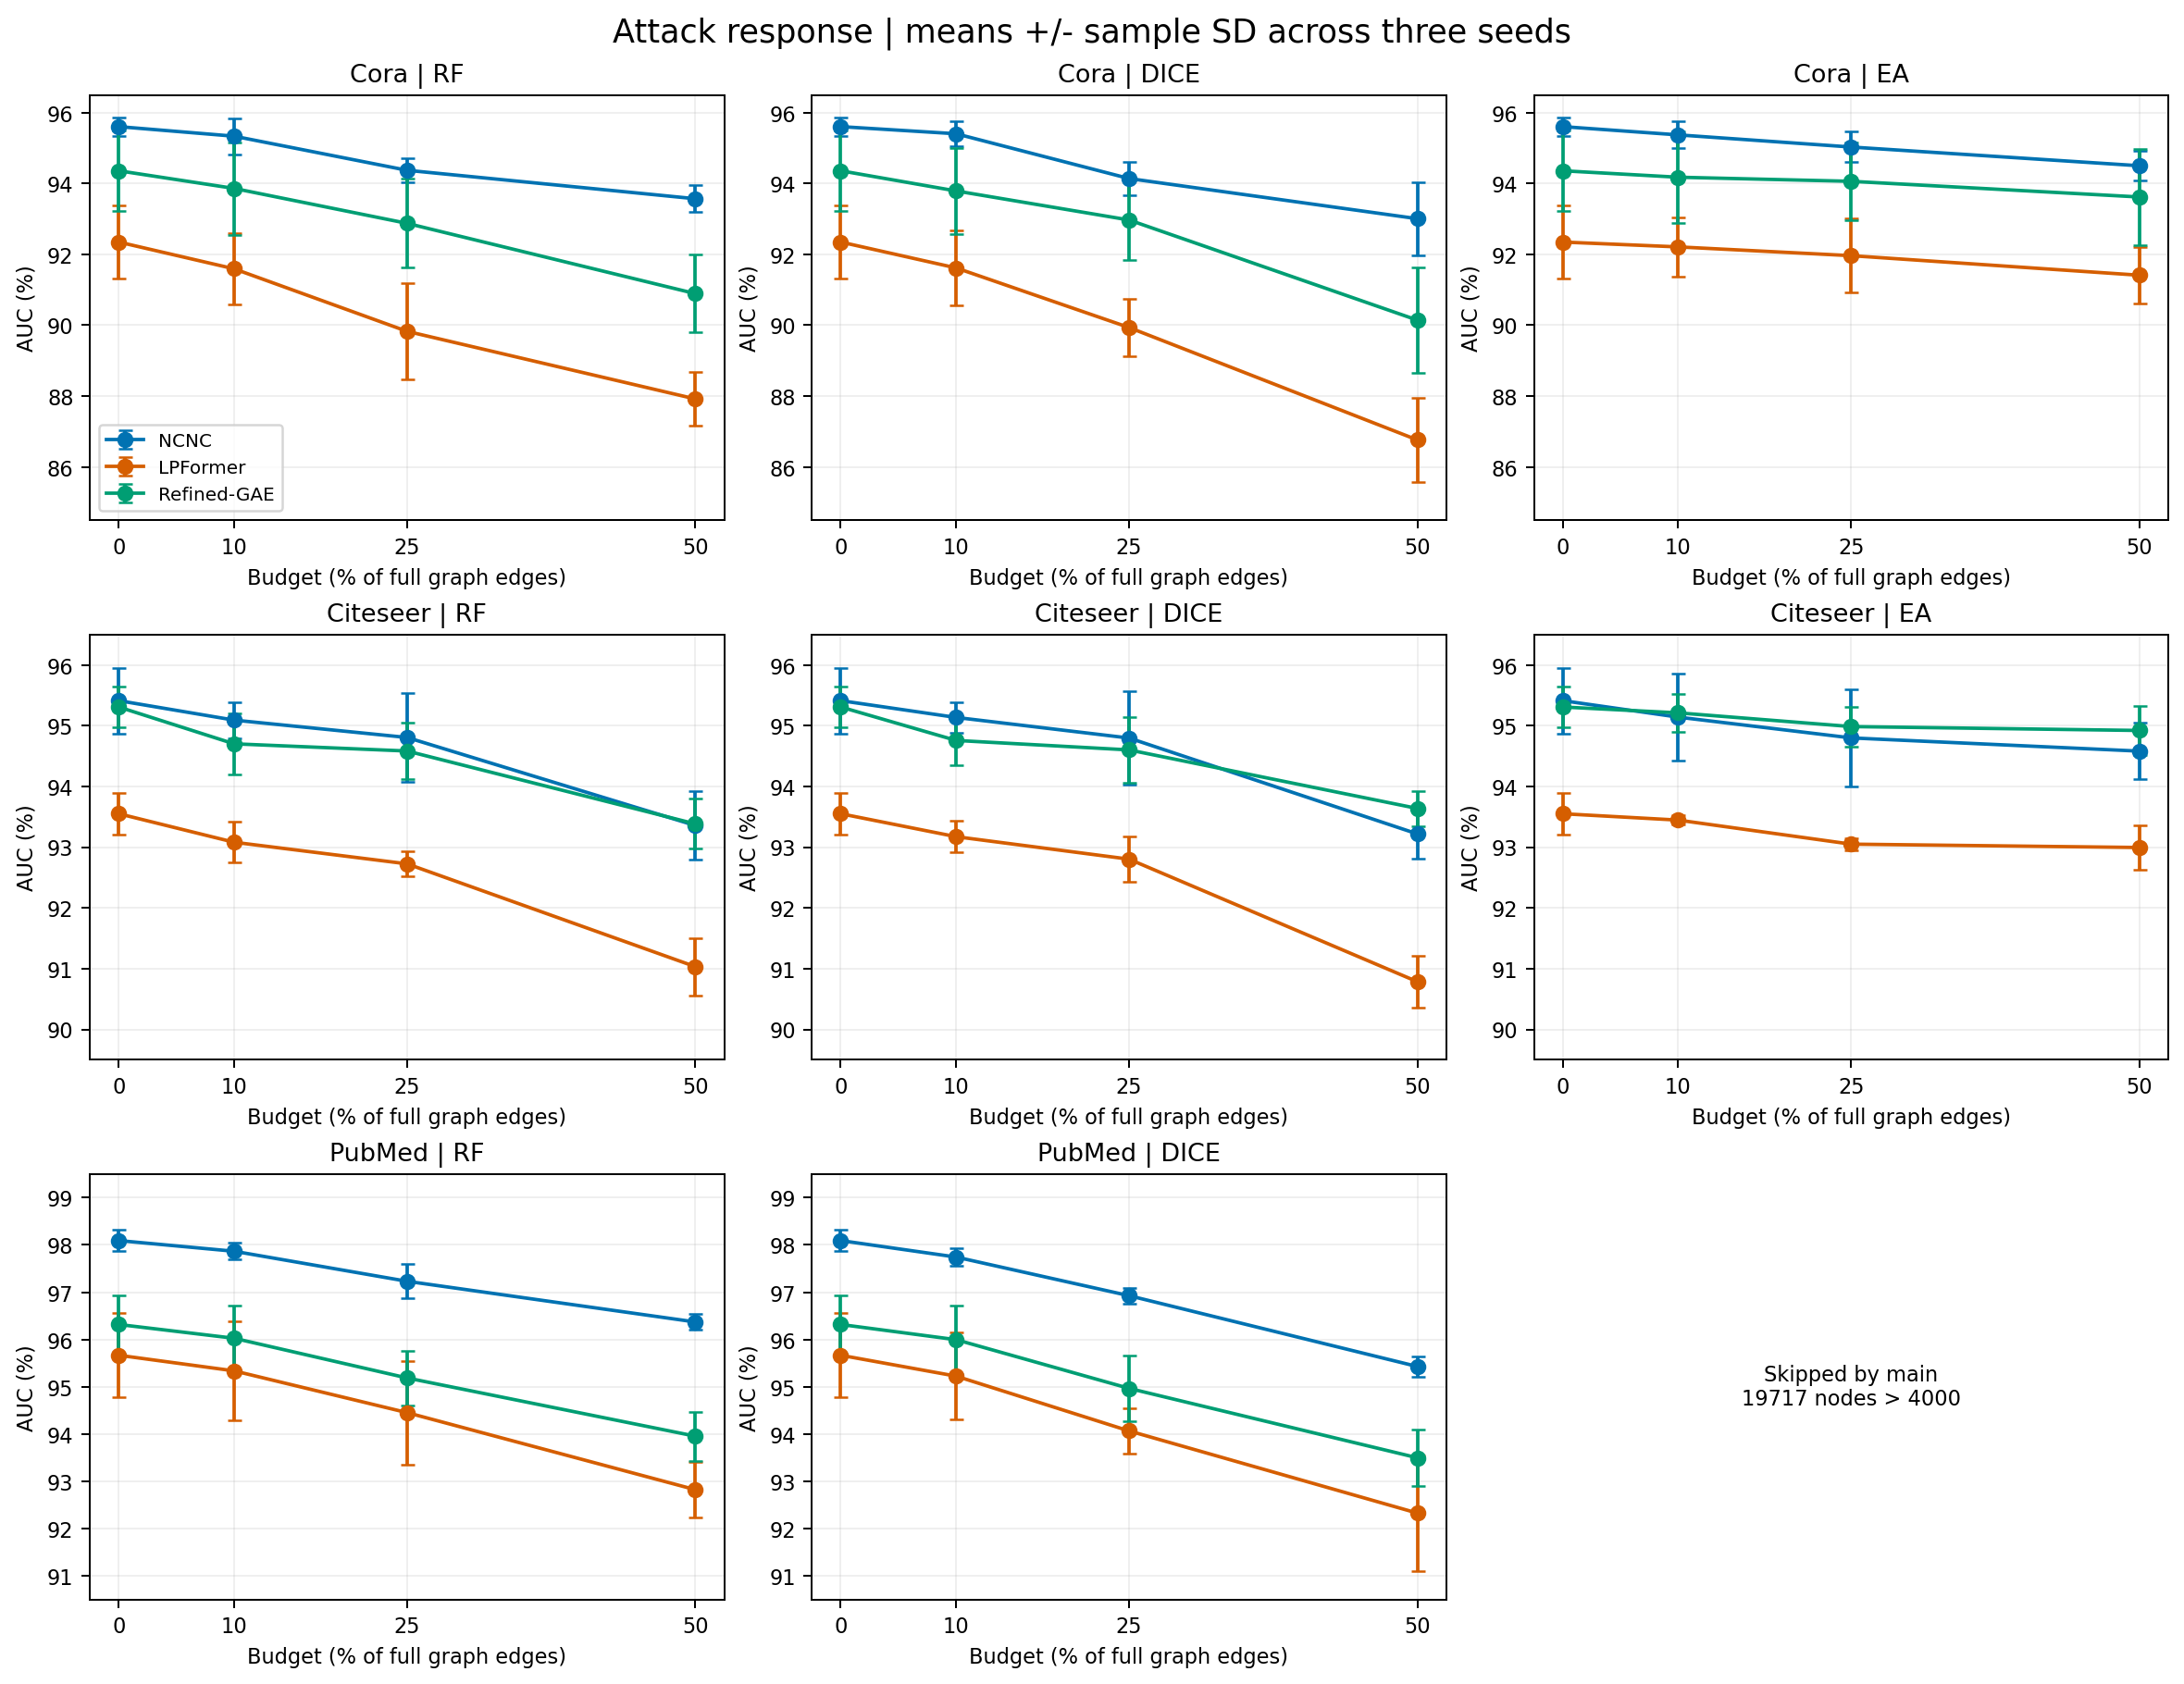 Attack response | means +/- sample SD across three seeds
Cora | RF
AUC (%)
96
94
92
90
88
86
NCNC
LPFormer
Refined-GAE
0 10 25 50
Budget (% of full graph edges)
Cora | DICE
AUC (%)
96
94
92
90
88
86
0 10 25 50
Budget (% of full graph edges)
Cora | EA
AUC (%)
96
94
92
90
88
86
0 10 25 50
Budget (% of full graph edges)
Citeseer | RF
AUC (%)
96
95
94
93
92
91
90
0 10 25 50
Budget (% of full graph edges)
Citeseer | DICE
AUC (%)
96
95
94
93
92
91
90
0 10 25 50
Budget (% of full graph edges)
Citeseer | EA
AUC (%)
96
95
94
93
92
91
90
0 10 25 50
Budget (% of full graph edges)
PubMed | RF
AUC (%)
99
98
97
96
95
94
93
92
91
0 10 25 50
Budget (% of full graph edges)
PubMed | DICE
AUC (%)
99
98
97
96
95
94
93
92
91
0 10 25 50
Budget (% of full graph edges)
Skipped by main
19717 nodes > 4000